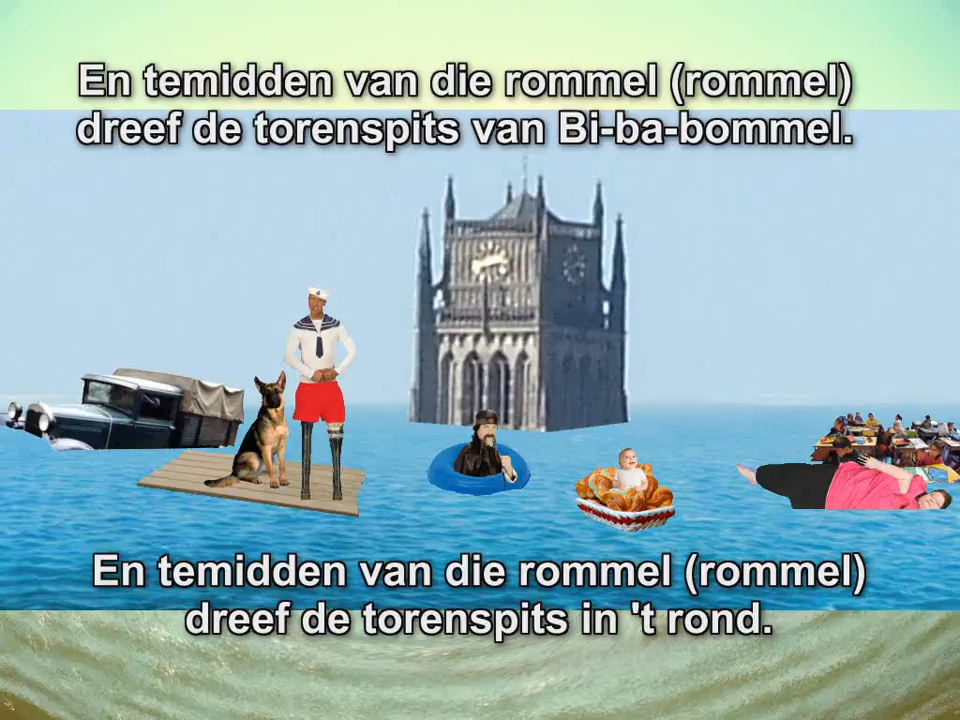 En temidden van die rommel (rommel)
dreef de torenspits van Bi-ba-bommel.
En temidden van die rommel (rommel)
dreef de torenspits in 't rond.